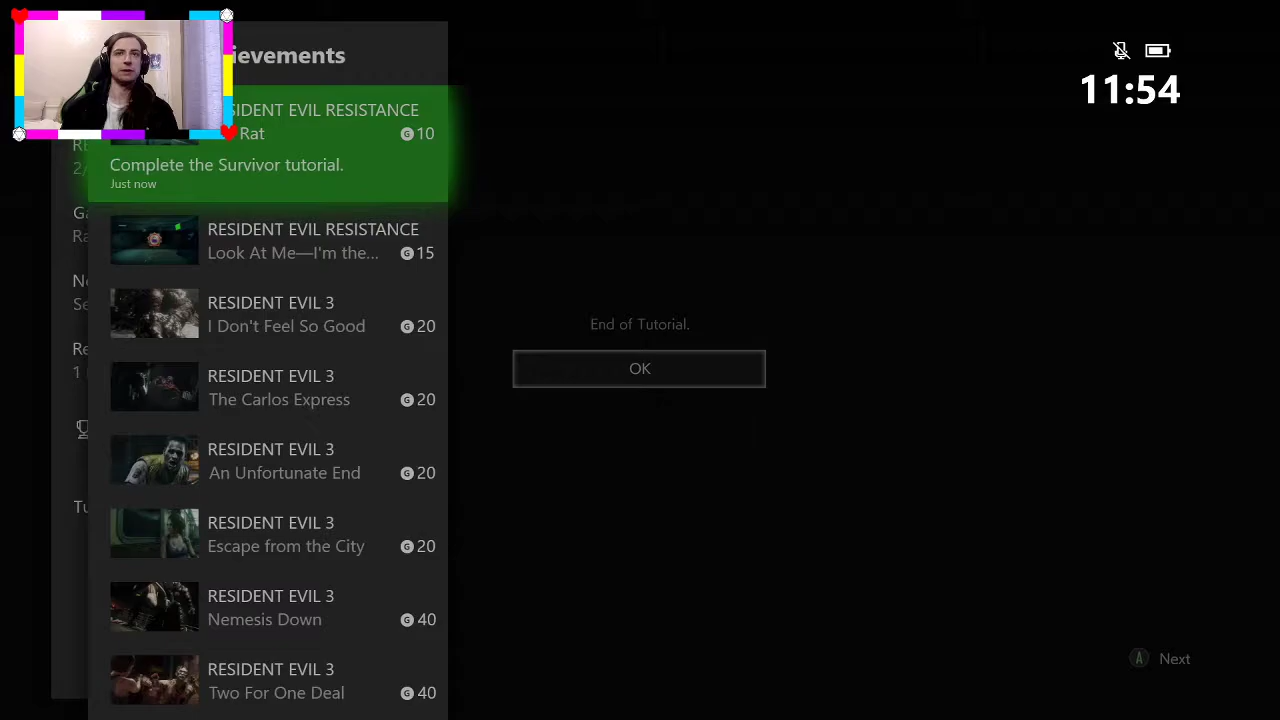 ievements
11:54
SIDENT EVIL RESISTANCE
Rat
G 10
Complete the Survivor tutorial.
Just now
RESIDENT EVIL RESISTANCE
Look At Me—I'm the...
G 15
RESIDENT EVIL 3
I Don't Feel So Good
G 20
RESIDENT EVIL 3
The Carlos Express
G 20
RESIDENT EVIL 3
An Unfortunate End
G 20
RESIDENT EVIL 3
Escape from the City
G 20
RESIDENT EVIL 3
Nemesis Down
G 40
RESIDENT EVIL 3
Two For One Deal
G 40
End of Tutorial.
OK
A Next